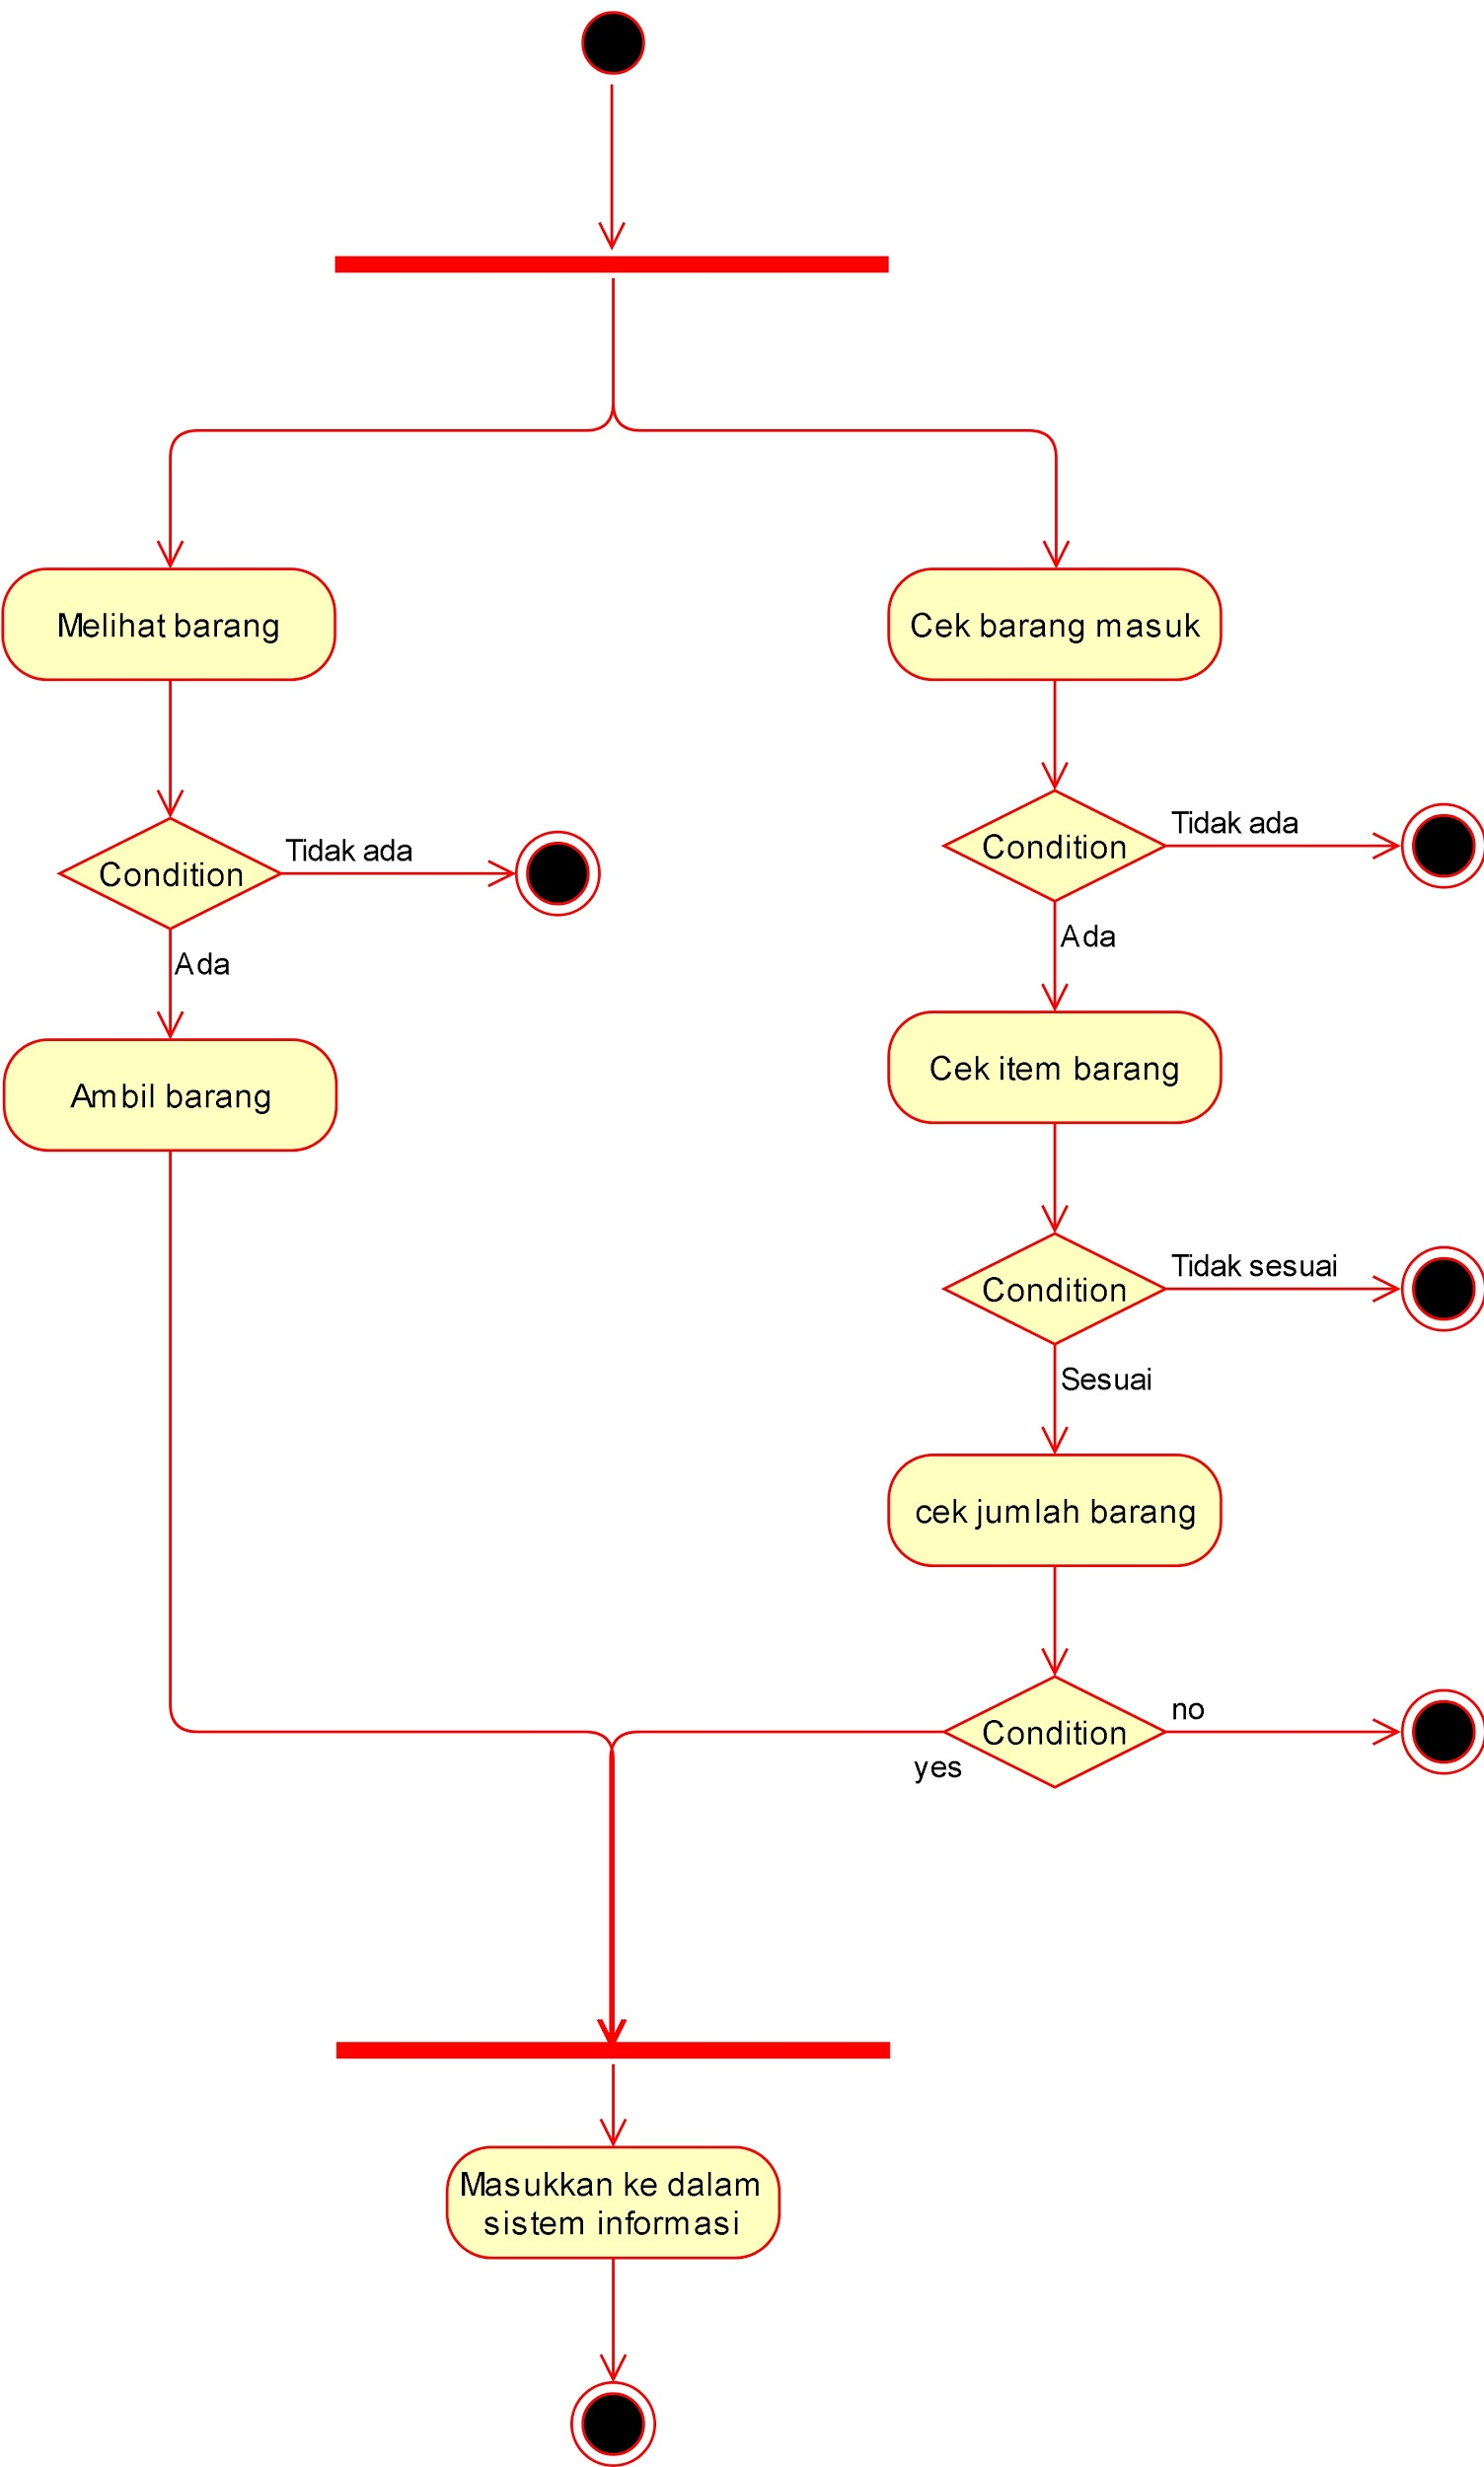 Melihat barang
Cek barang masuk
Condition
Tidak ada
Condition
Tidak ada
Ada
Ada
Ambil barang
Cek item barang
Condition
Tidak sesuai
Sesuai
cek jumlah barang
Condition
no
yes
Masukkan ke dalam
sistem informasi